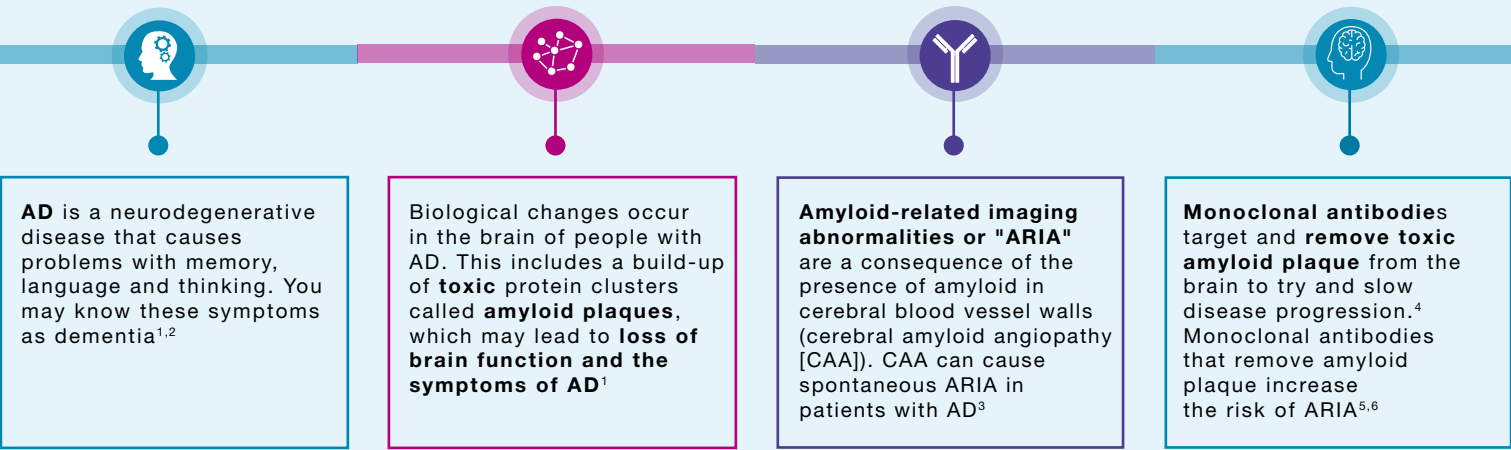 AD is a neurodegenerative
disease that causes
problems with memory,
language and thinking. You
may know these symptoms
as dementia1,2
Biological changes occur
in the brain of people with
AD. This includes a build-up
of toxic protein clusters
called amyloid plaques,
which may lead to loss of
brain function and the
symptoms of AD1
Amyloid-related imaging
abnormalities or "ARIA"
are a consequence of the
presence of amyloid in
cerebral blood vessel walls
(cerebral amyloid angiopathy
[CAA]). CAA can cause
spontaneous ARIA in
patients with AD3
Monoclonal antibodies
target and remove toxic
amyloid plaque from the
brain to try and slow
disease progression.4
Monoclonal antibodies
that remove amyloid
plaque increase
the risk of ARIA5,6